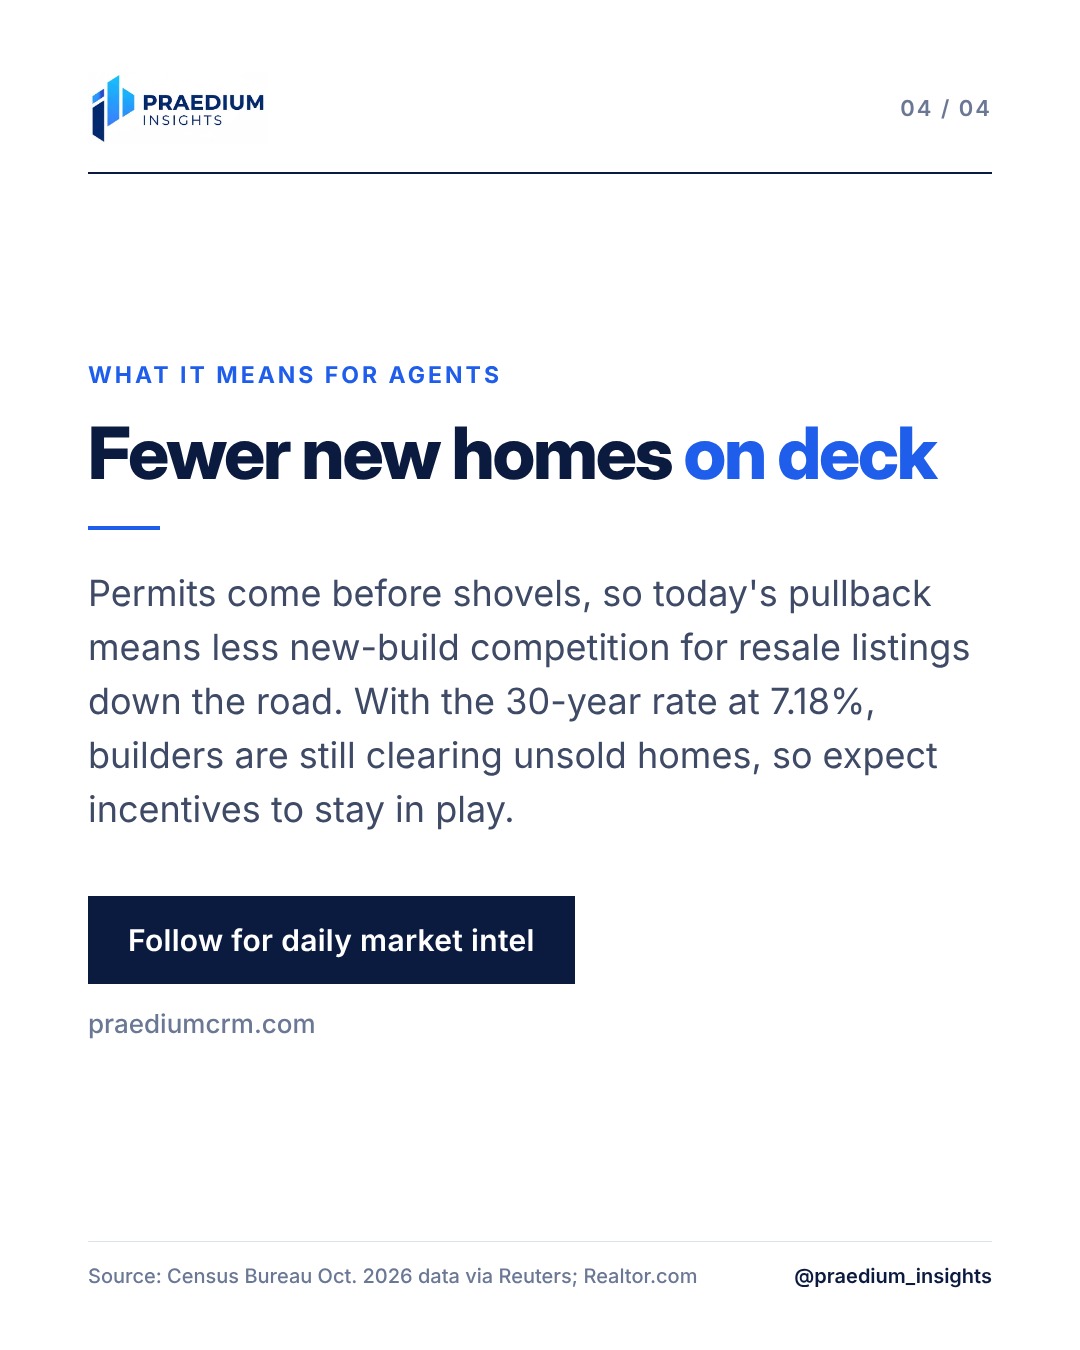 PRAEDIUM
INSIGHTS
04 / 04
WHAT IT MEANS FOR AGENTS
Fewer new homes on deck
Permits come before shovels, so today's pullback
means less new-build competition for resale listings
down the road. With the 30-year rate at 7.18%,
builders are still clearing unsold homes, so expect
incentives to stay in play.
Follow for daily market intel
praediumcrm.com
Source: Census Bureau Oct. 2026 data via Reuters; Realtor.com
@praedium_insights